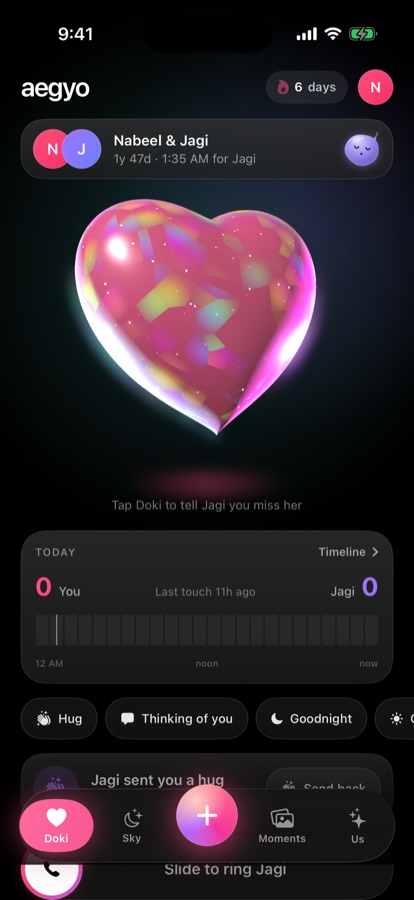 9:41
aegyo
6 days
N
N J
Nabeel & Jagi
1y 47d · 1:35 AM for Jagi
Tap Doki to tell Jagi you miss her
TODAY
Timeline
0 You
Last touch 11h ago
Jagi 0
12 AM
noon
now
Hug
Thinking of you
Goodnight
Jagi sent you a hug
Send back
Doki
Sky
Moments
Us
Slide to ring Jagi